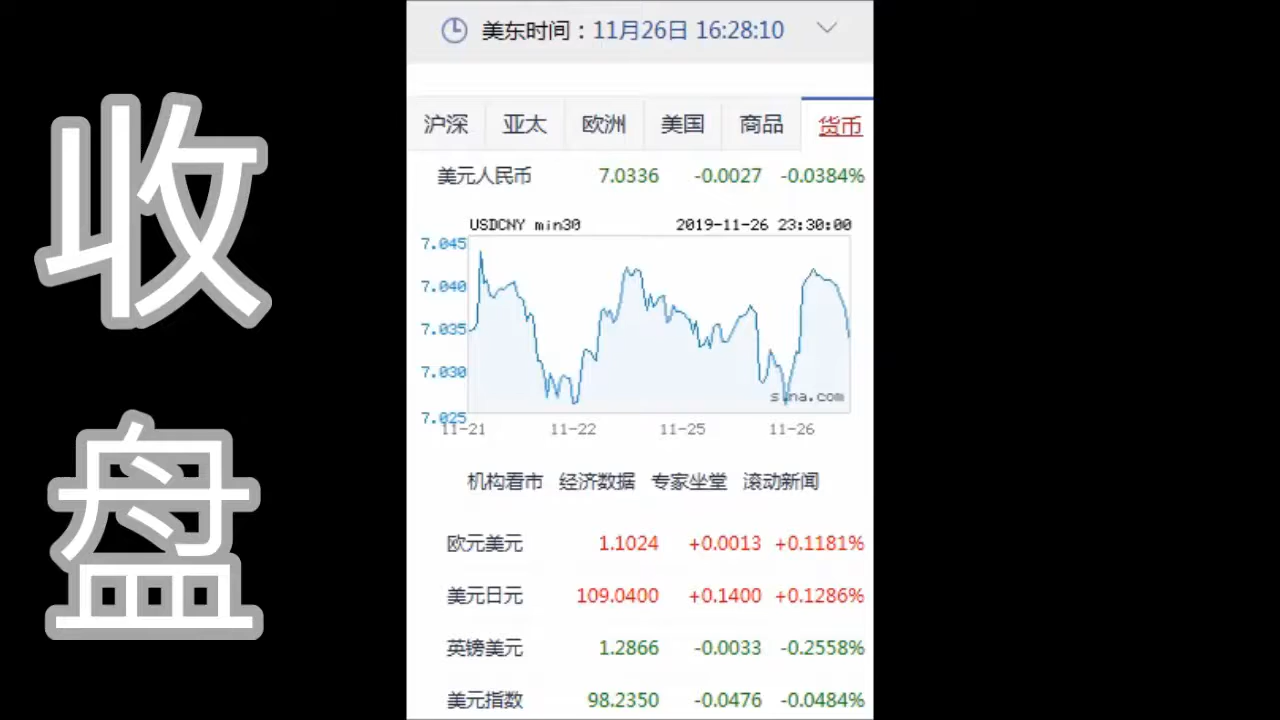 收
盘
美东时间：11月26日 16:28:10
沪深 亚太 欧洲 美国 商品 货币
美元人民币 7.0336 -0.0027 -0.0384%
USDCNY min30 2019-11-26 23:30:00
7.045
7.040
7.035
7.030
7.025
sina.com
11-21 11-22 11-25 11-26
机构看市 经济数据 专家坐堂 滚动新闻
欧元美元 1.1024 +0.0013 +0.1181%
美元日元 109.0400 +0.1400 +0.1286%
英镑美元 1.2866 -0.0033 -0.2558%
美元指数 98.2350 -0.0476 -0.0484%